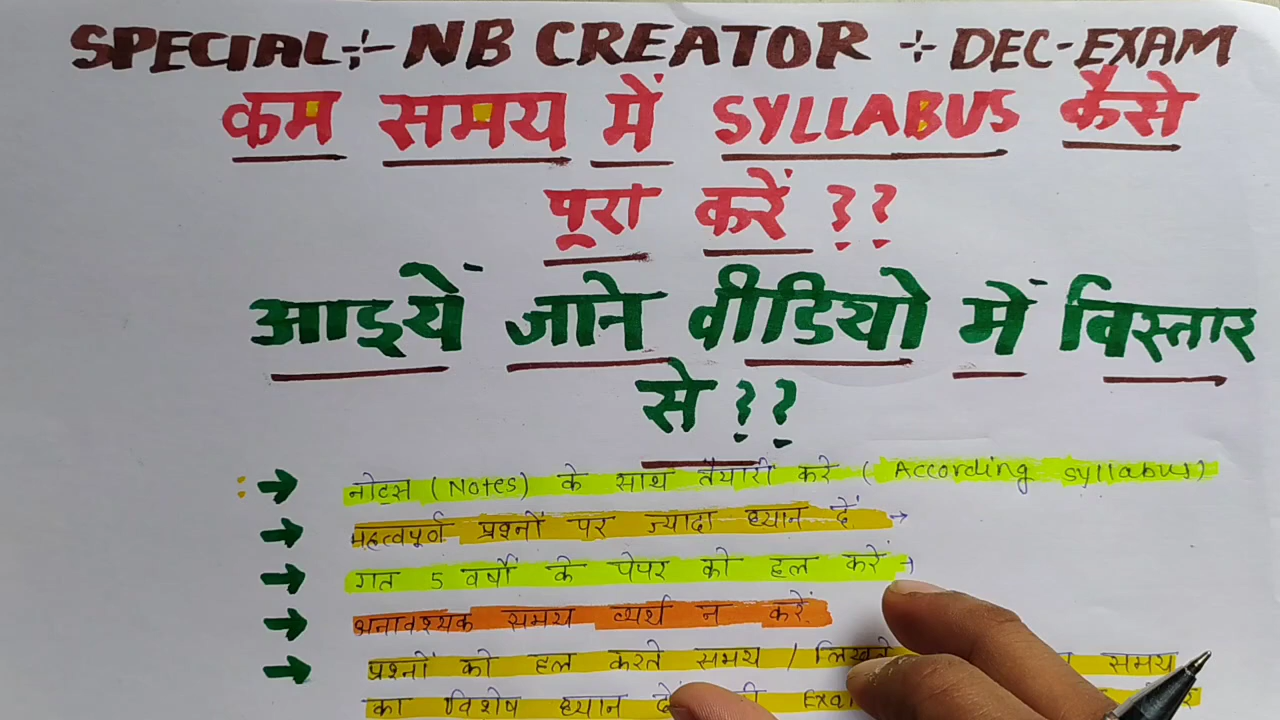 SPECIAL ÷ NB CREATOR ÷ DEC-EXAM
कम समय में SYLLABUS कैसे
पूरा करें ??
आइयें जाने वीडियो में विस्तार
से ??
नोट्स (Notes) के साथ तैयारी करे ( According syllabus)
महत्वपूर्ण प्रश्नों पर ज्यादा ध्यान दें →
गत 5 वर्षों के पेपर को हल करें →
अनावश्यक समय व्यर्थ न करें
प्रश्नों को हल करते समय / लिखते समय
का विशेष ध्यान